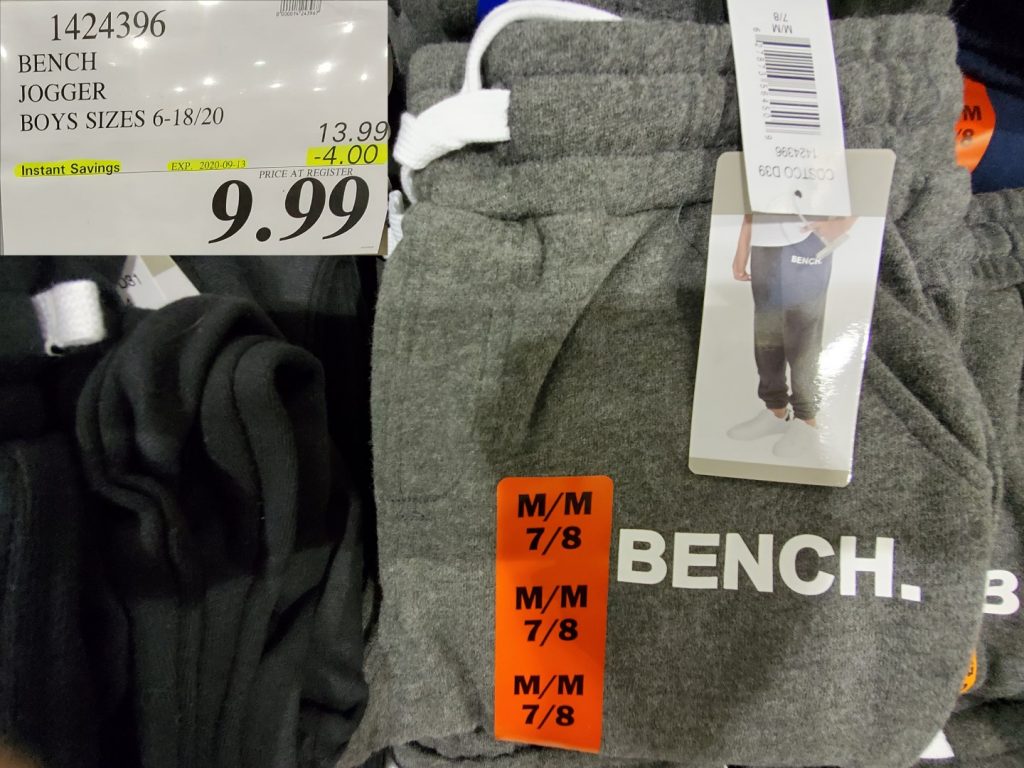 1424396
BENCH
JOGGER
BOYS SIZES 6-18/20
13.99
Instant Savings EXP. 2020-09-13 -4.00
PRICE AT REGISTER
9.99
M/M
7/8
1424396
COSTCO D39
BENCH.
M/M
7/8
M/M
7/8
M/M
7/8
BENCH.
B
M
/8